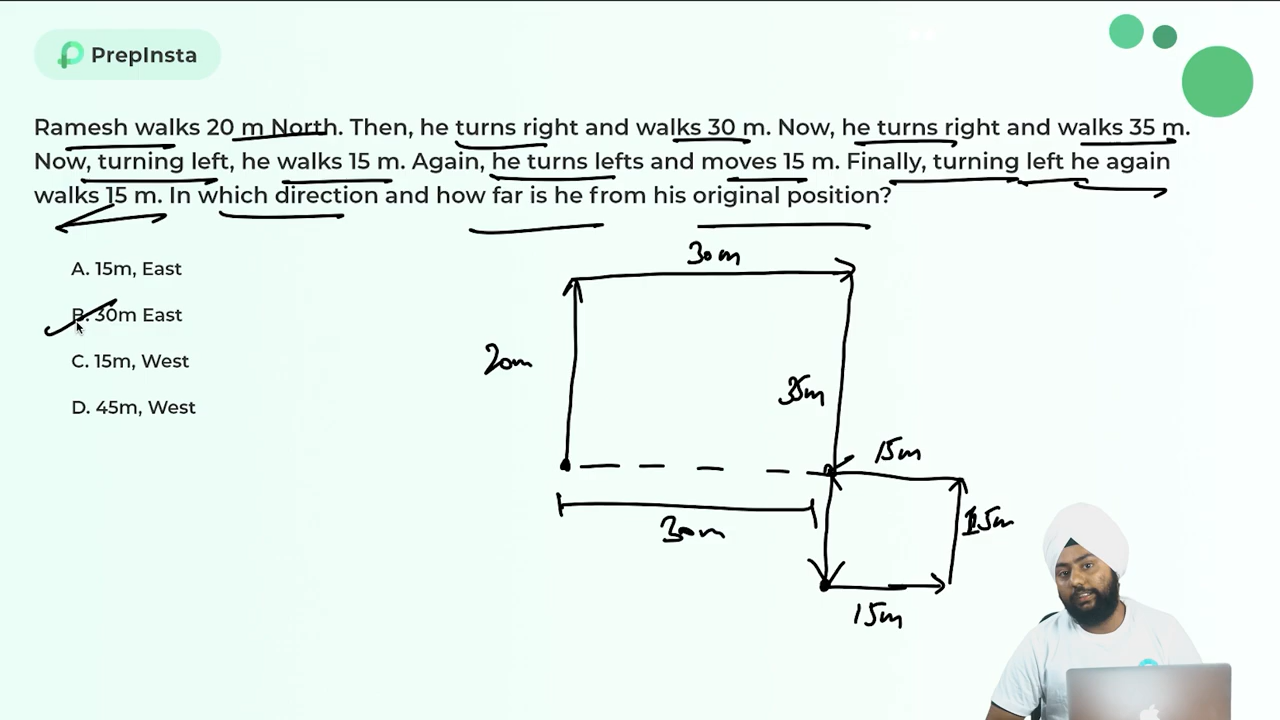 PrepInsta
Ramesh walks 20 m North. Then, he turns right and walks 30 m. Now, he turns right and walks 35 m.
Now, turning left, he walks 15 m. Again, he turns lefts and moves 15 m. Finally, turning left he again
walks 15 m. In which direction and how far is he from his original position?
A. 15m, East
B. 30m East
C. 15m, West
D. 45m, West
30m
20m
35m
15m
30m
15m
15m